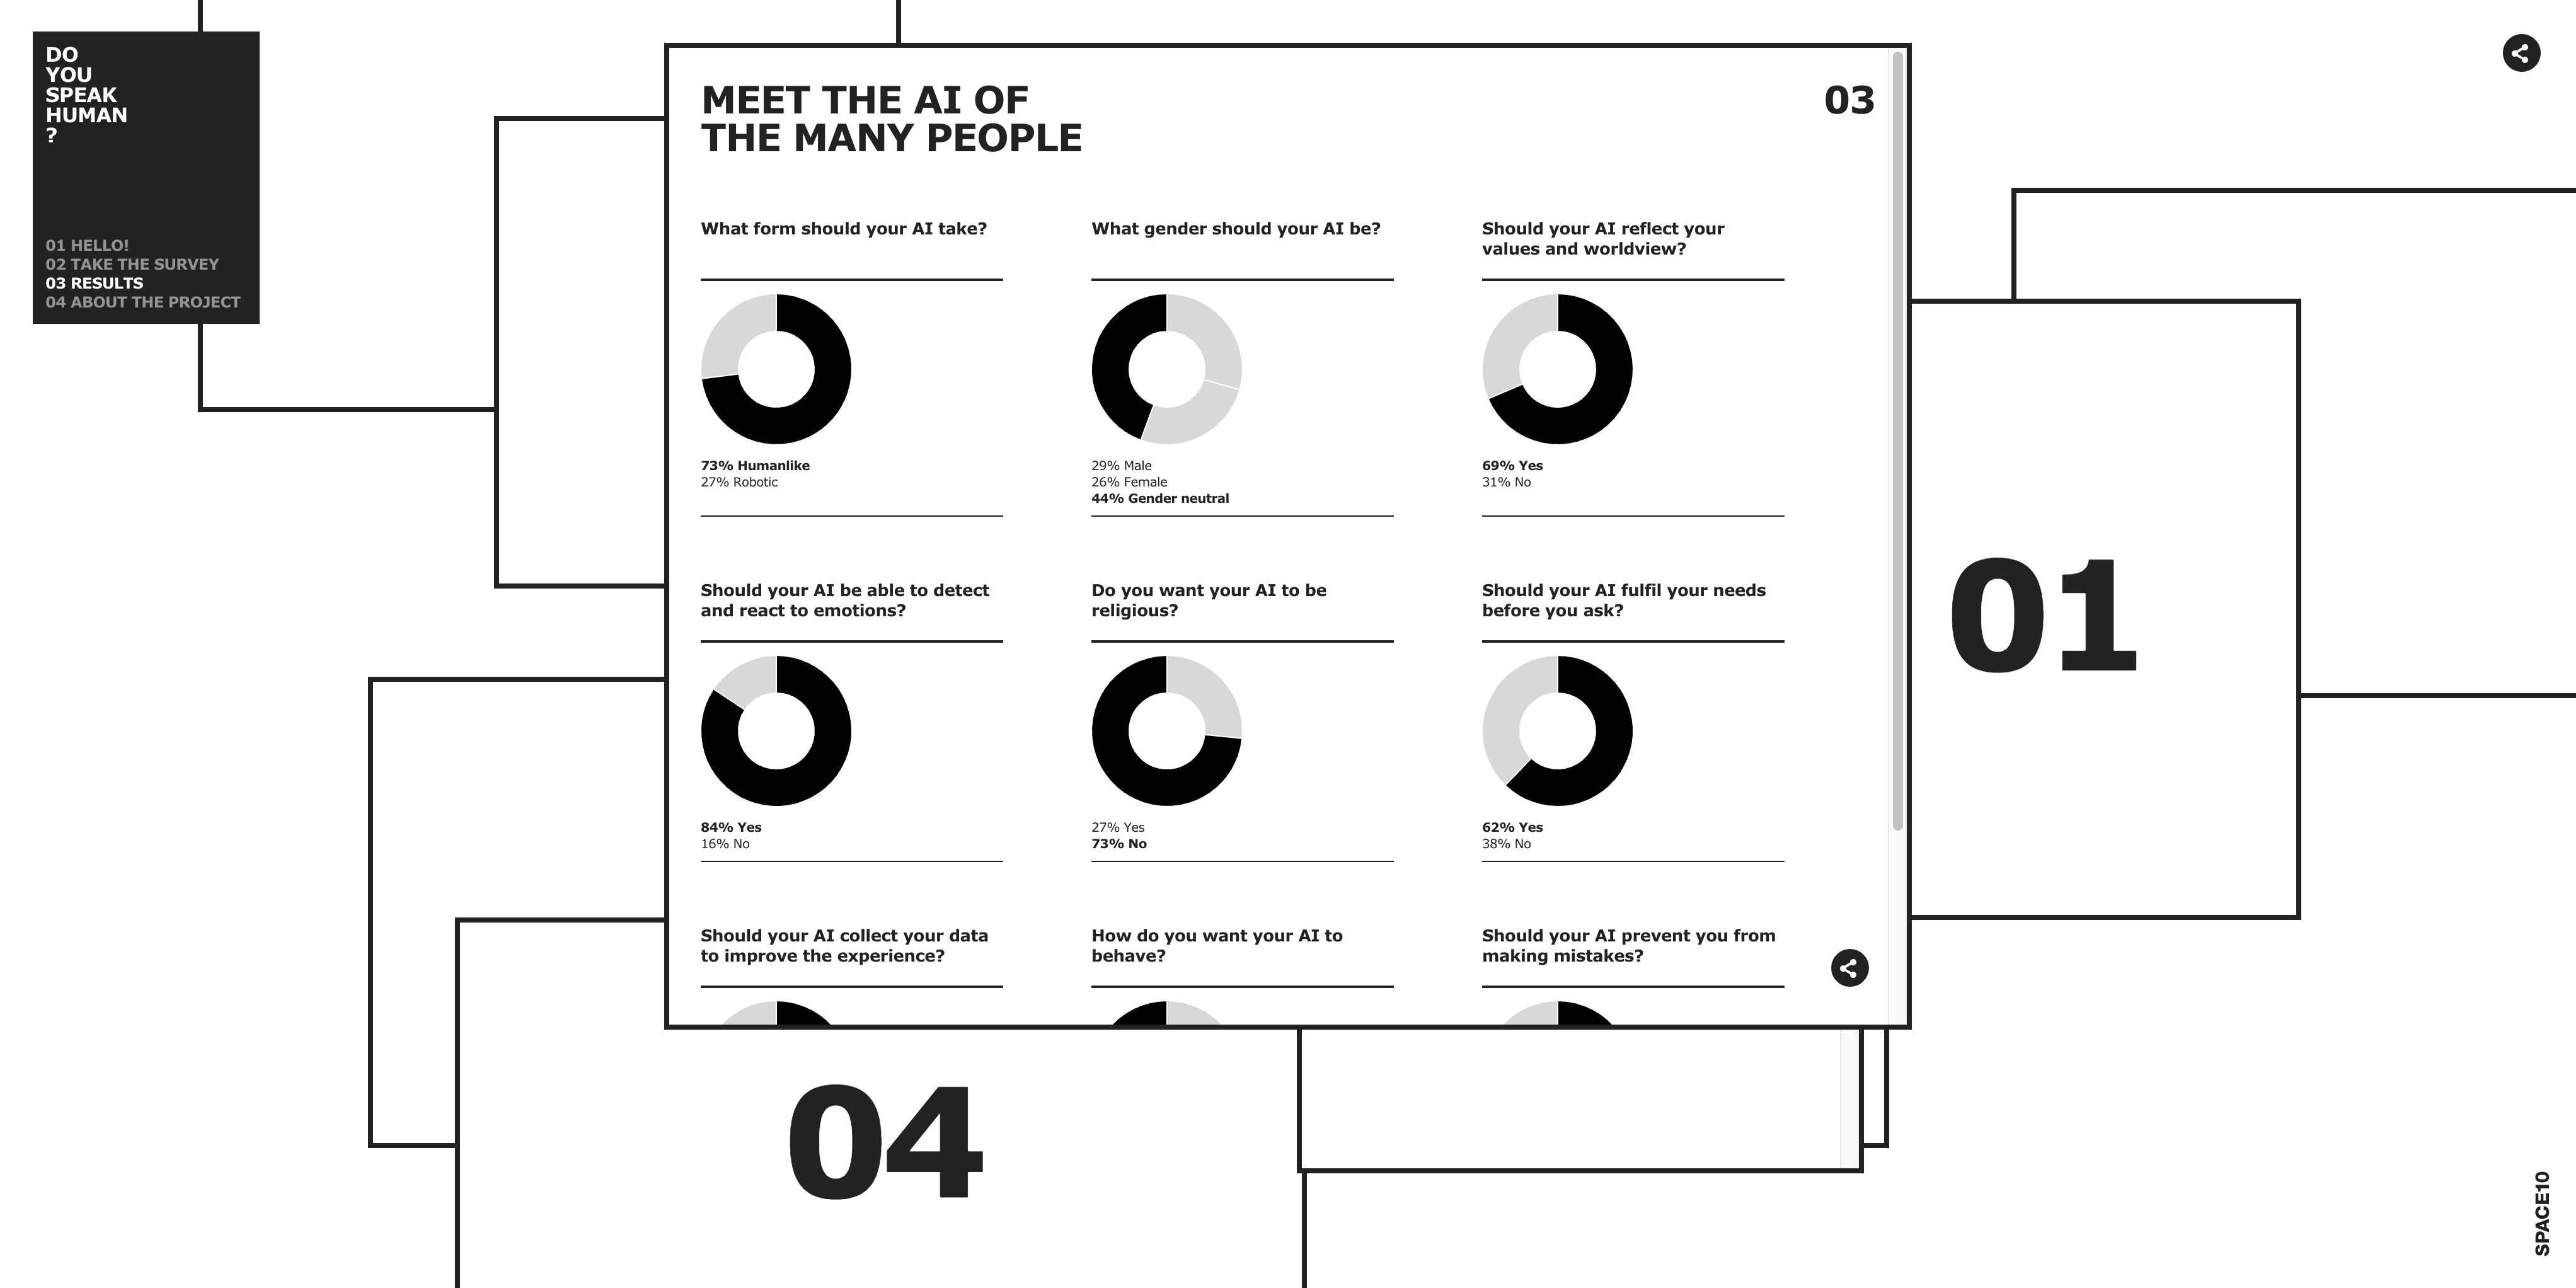 DO
YOU
SPEAK
HUMAN
?
01 HELLO!
02 TAKE THE SURVEY
03 RESULTS
04 ABOUT THE PROJECT
MEET THE AI OF
THE MANY PEOPLE
03
What form should your AI take?
73% Humanlike
27% Robotic
What gender should your AI be?
29% Male
26% Female
44% Gender neutral
Should your AI reflect your
values and worldview?
69% Yes
31% No
Should your AI be able to detect
and react to emotions?
84% Yes
16% No
Do you want your AI to be
religious?
27% Yes
73% No
Should your AI fulfil your needs
before you ask?
62% Yes
38% No
Should your AI collect your data
to improve the experience?
How do you want your AI to
behave?
Should your AI prevent you from
making mistakes?
01
04
SPACE10